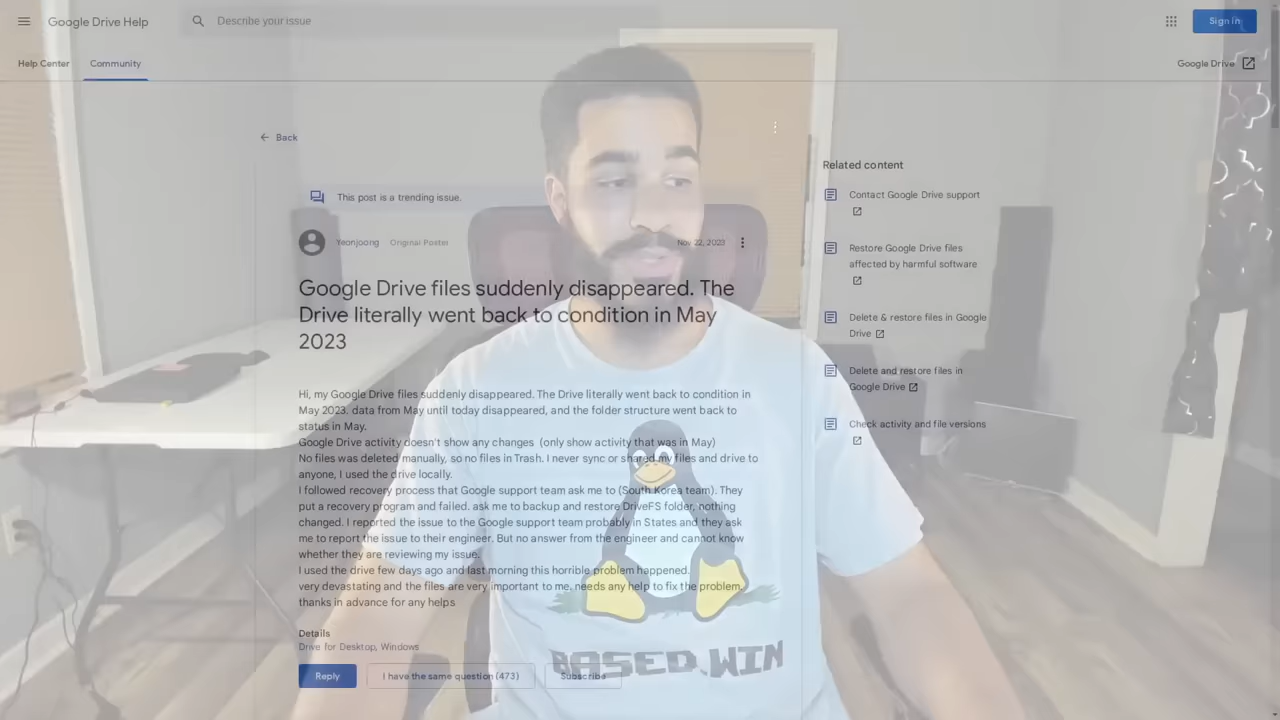 Google Drive Help
Describe your issue
Sign in
Help Center
Community
Google Drive
Back
This post is a trending issue.
Yeonjoong Original Poster
Nov 22, 2023
Google Drive files suddenly disappeared. The
Drive literally went back to condition in May
2023
Hi, my Google Drive files suddenly disappeared. The Drive literally went back to condition in
May 2023. data from May until today disappeared, and the folder structure went back to
status in May.
Google Drive activity doesn't show any changes (only show activity that was in May)
No files was deleted manually, so no files in Trash. I never sync or shared my files and drive to
anyone, I used the drive locally.
I followed recovery process that Google support team ask me to (South Korea team). They
put a recovery program and failed. ask me to backup and restore DriveFS folder, nothing
changed. I reported the issue to the Google support team probably in States and they ask
me to report the issue to their engineer. But no answer from the engineer and cannot know
whether they are reviewing my issue.
I used the drive few days ago and last morning this horrible problem happened.
very devastating and the files are very important to me, needs any help to fix the problem,
thanks in advance for any helps
Details
Drive for Desktop, Windows
Reply
I have the same question (473)
Subscribe
Related content
Contact Google Drive support
Restore Google Drive files
affected by harmful software
Delete & restore files in Google
Drive
Delete and restore files in
Google Drive
Check activity and file versions
BASED.WIN